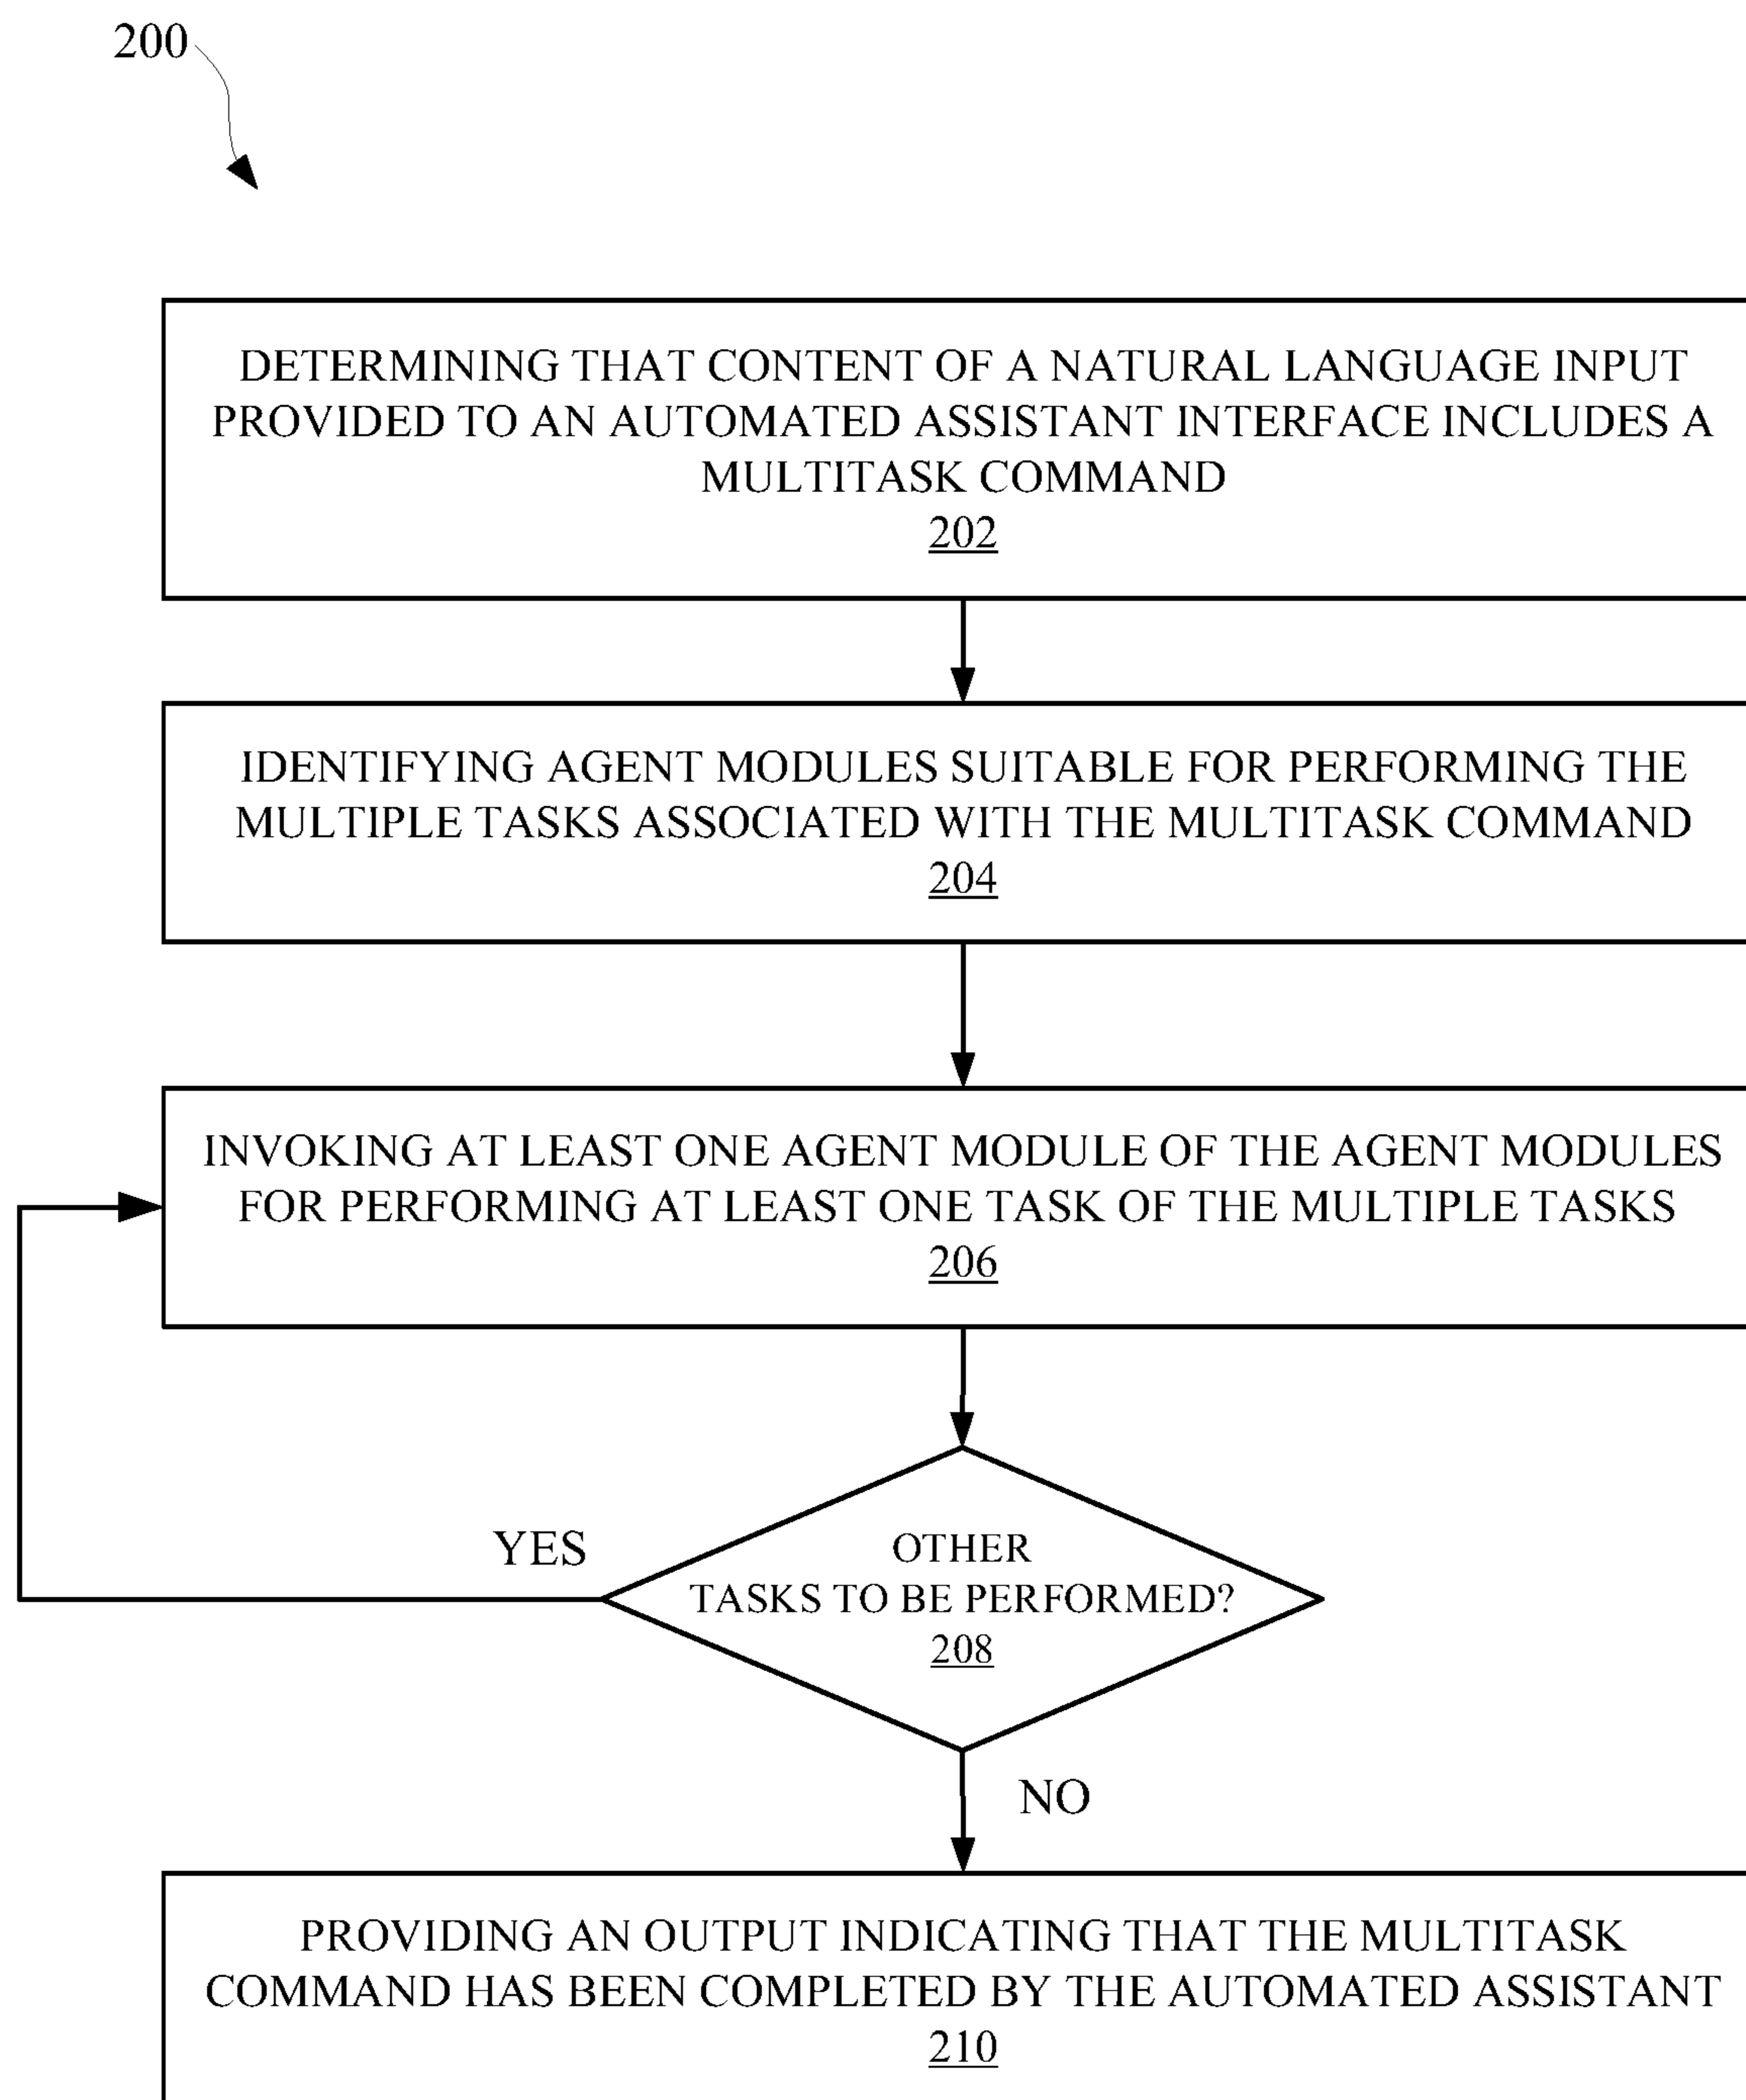 200
DETERMINING THAT CONTENT OF A NATURAL LANGUAGE INPUT
PROVIDED TO AN AUTOMATED ASSISTANT INTERFACE INCLUDES A
MULTITASK COMMAND
202
IDENTIFYING AGENT MODULES SUITABLE FOR PERFORMING THE
MULTIPLE TASKS ASSOCIATED WITH THE MULTITASK COMMAND
204
INVOKING AT LEAST ONE AGENT MODULE OF THE AGENT MODULES
FOR PERFORMING AT LEAST ONE TASK OF THE MULTIPLE TASKS
206
YES
OTHER
TASKS TO BE PERFORMED?
208
NO
PROVIDING AN OUTPUT INDICATING THAT THE MULTITASK
COMMAND HAS BEEN COMPLETED BY THE AUTOMATED ASSISTANT
210